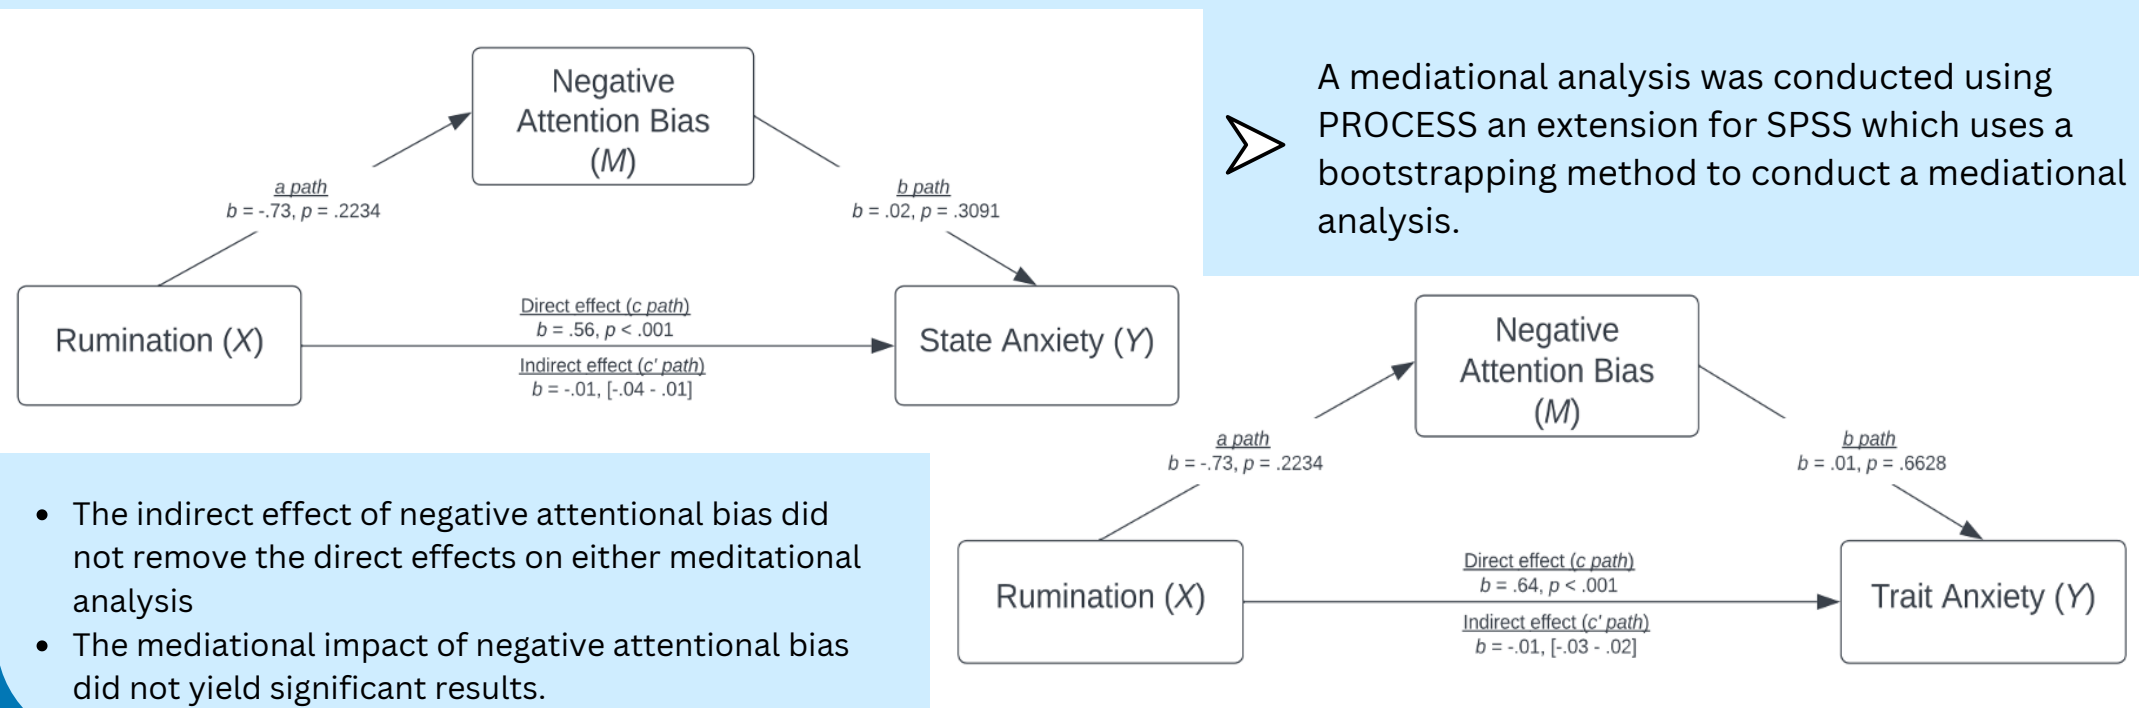 Negative
Attention Bias
(M)
a path
b = -.73, p = .2234
b path
b = .02, p = .3091
Rumination (X)
Direct effect (c path)
b = .56, p < .001
Indirect effect (c' path)
b = -.01, [-.04 - .01]
State Anxiety (Y)
A mediational analysis was conducted using
PROCESS an extension for SPSS which uses a
bootstrapping method to conduct a mediational
analysis.
Negative
Attention Bias
(M)
a path
b = -.73, p = .2234
b path
b = .01, p = .6628
Rumination (X)
Direct effect (c path)
b = .64, p < .001
Indirect effect (c' path)
b = -.01, [-.03 - .02]
Trait Anxiety (Y)
• The indirect effect of negative attentional bias did
not remove the direct effects on either meditational
analysis
• The mediational impact of negative attentional bias
did not yield significant results.